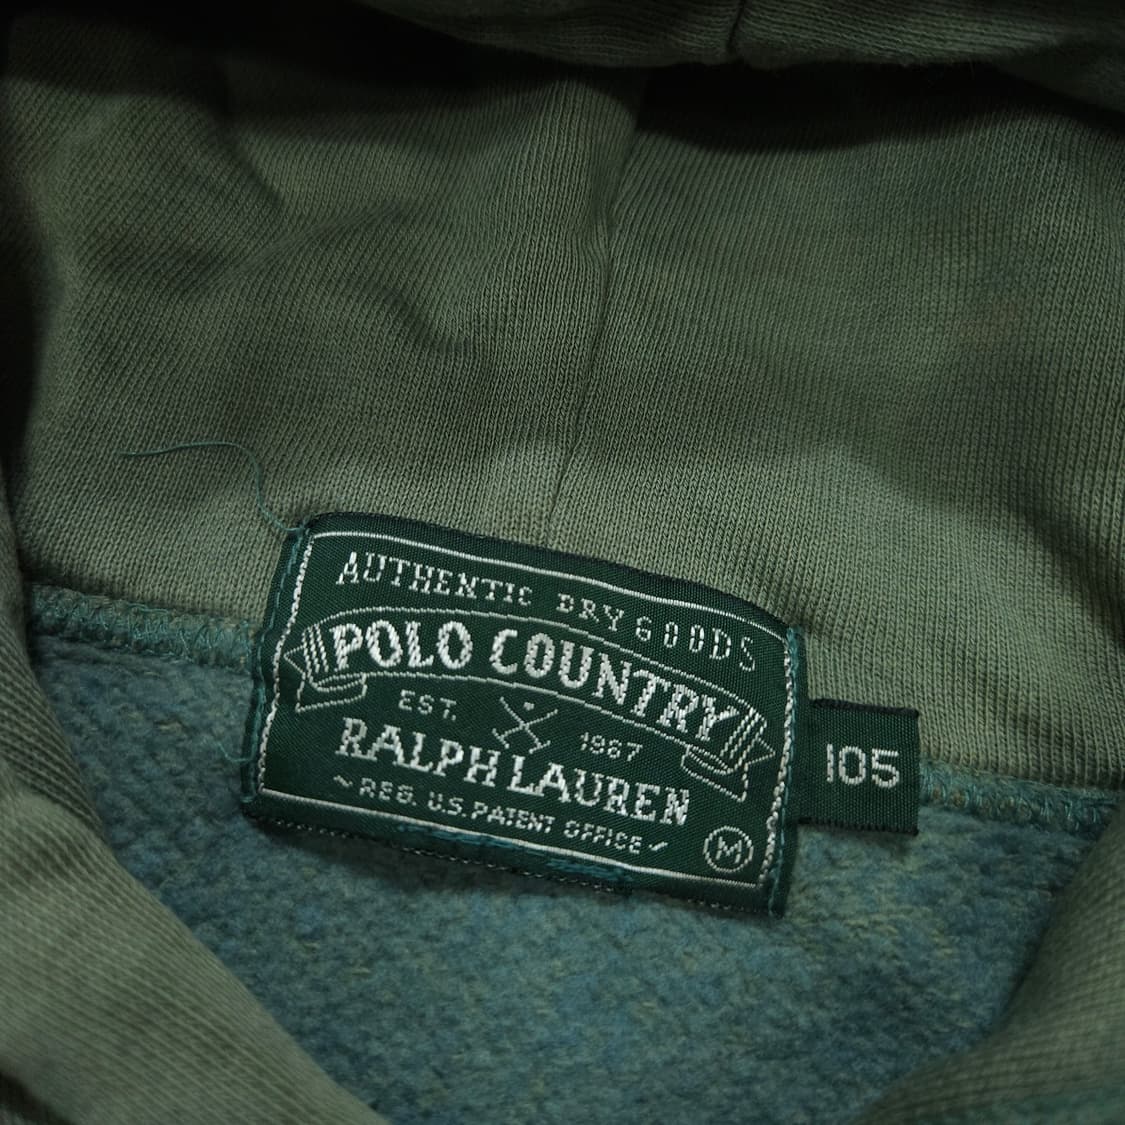 AUTHENTIC DRY GOODS
POLO COUNTRY
EST. 1967
RALPH LAUREN
~REG. U.S. PATENT OFFICE~
M
105